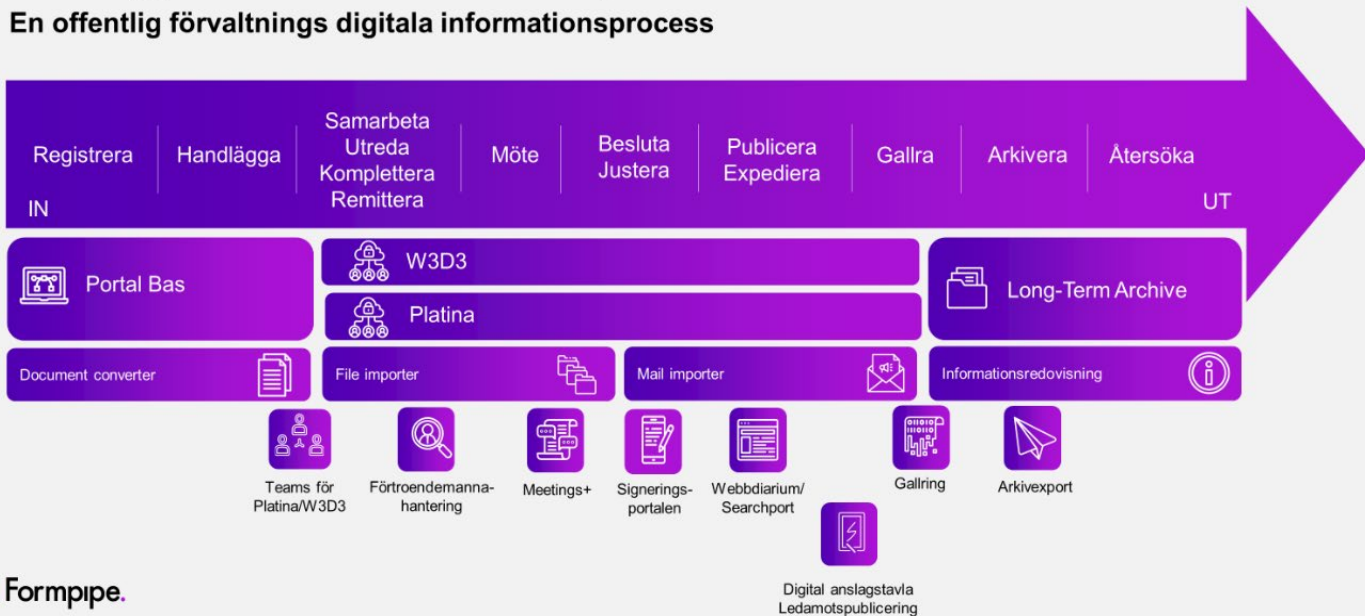 En offentlig förvaltnings digitala informationsprocess
Registrera
Handlägga
Samarbeta
Utreda
Komplettera
Remittera
Möte
Besluta
Justera
Publicera
Expediera
Gallra
Arkivera
Återsöka
IN
UT
Portal Bas
W3D3
Platina
Long-Term Archive
Document converter
File importer
Mail importer
Informationsredovisning
Teams för
Platina/W3D3
Förtroendemanna-
hantering
Meetings+
Signerings-
portalen
Webbdiarium/
Searchport
Gallring
Arkivexport
Digital anslagstavla
Ledamotspublicering
Formpipe.